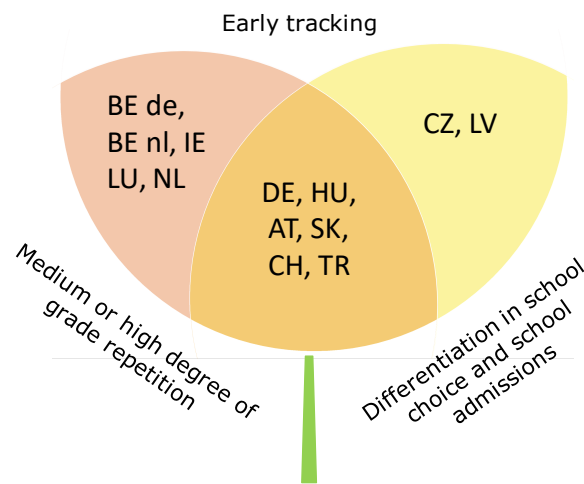 Early tracking
BE de,
BE nl, IE
LU, NL
CZ, LV
DE, HU,
AT, SK,
CH, TR
Medium or high degree of
grade repetition
Differentiation in school
choice and school
admissions